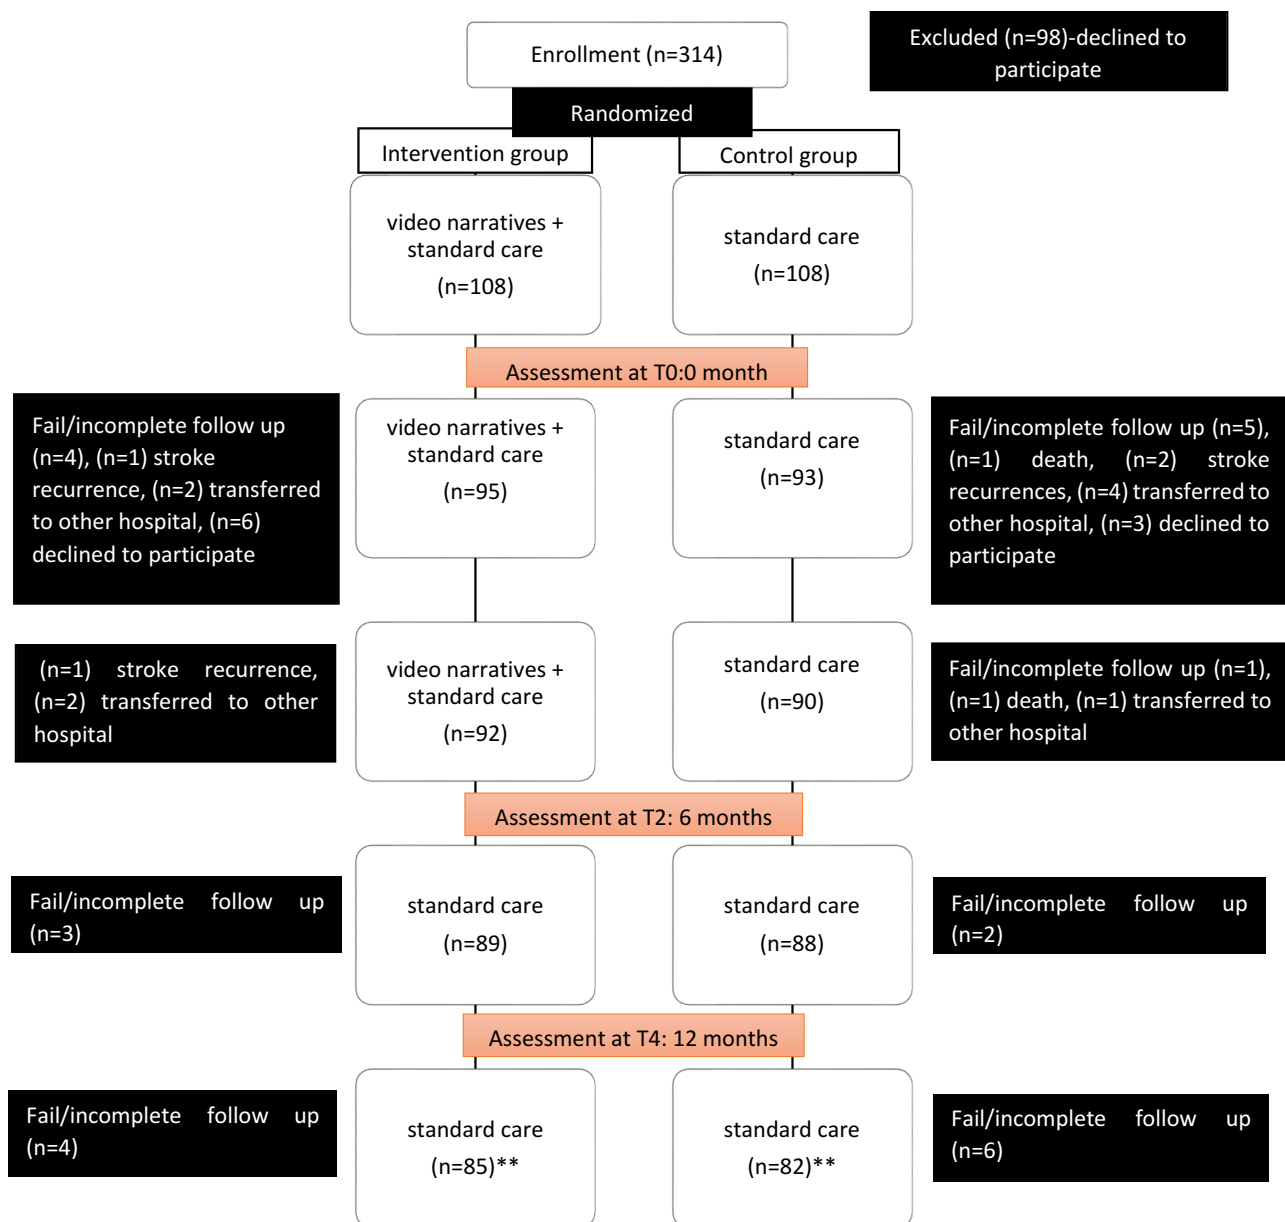 Enrollment (n=314)
Excluded (n=98)-declined to
participate
Randomized
Intervention group
Control group
video narratives +
standard care
(n=108)
standard care
(n=108)
Assessment at T0:0 month
Fail/incomplete follow up
(n=4), (n=1) stroke
recurrence, (n=2) transferred
to other hospital, (n=6)
declined to participate
video narratives +
standard care
(n=95)
standard care
(n=93)
Fail/incomplete follow up (n=5),
(n=1) death, (n=2) stroke
recurrences, (n=4) transferred to
other hospital, (n=3) declined to
participate
(n=1) stroke recurrence,
(n=2) transferred to other
hospital
video narratives +
standard care
(n=92)
standard care
(n=90)
Fail/incomplete follow up (n=1),
(n=1) death, (n=1) transferred to
other hospital
Assessment at T2: 6 months
Fail/incomplete follow up
(n=3)
standard care
(n=89)
standard care
(n=88)
Fail/incomplete follow up
(n=2)
Assessment at T4: 12 months
Fail/incomplete follow up
(n=4)
standard care
(n=85)**
standard care
(n=82)**
Fail/incomplete follow up
(n=6)